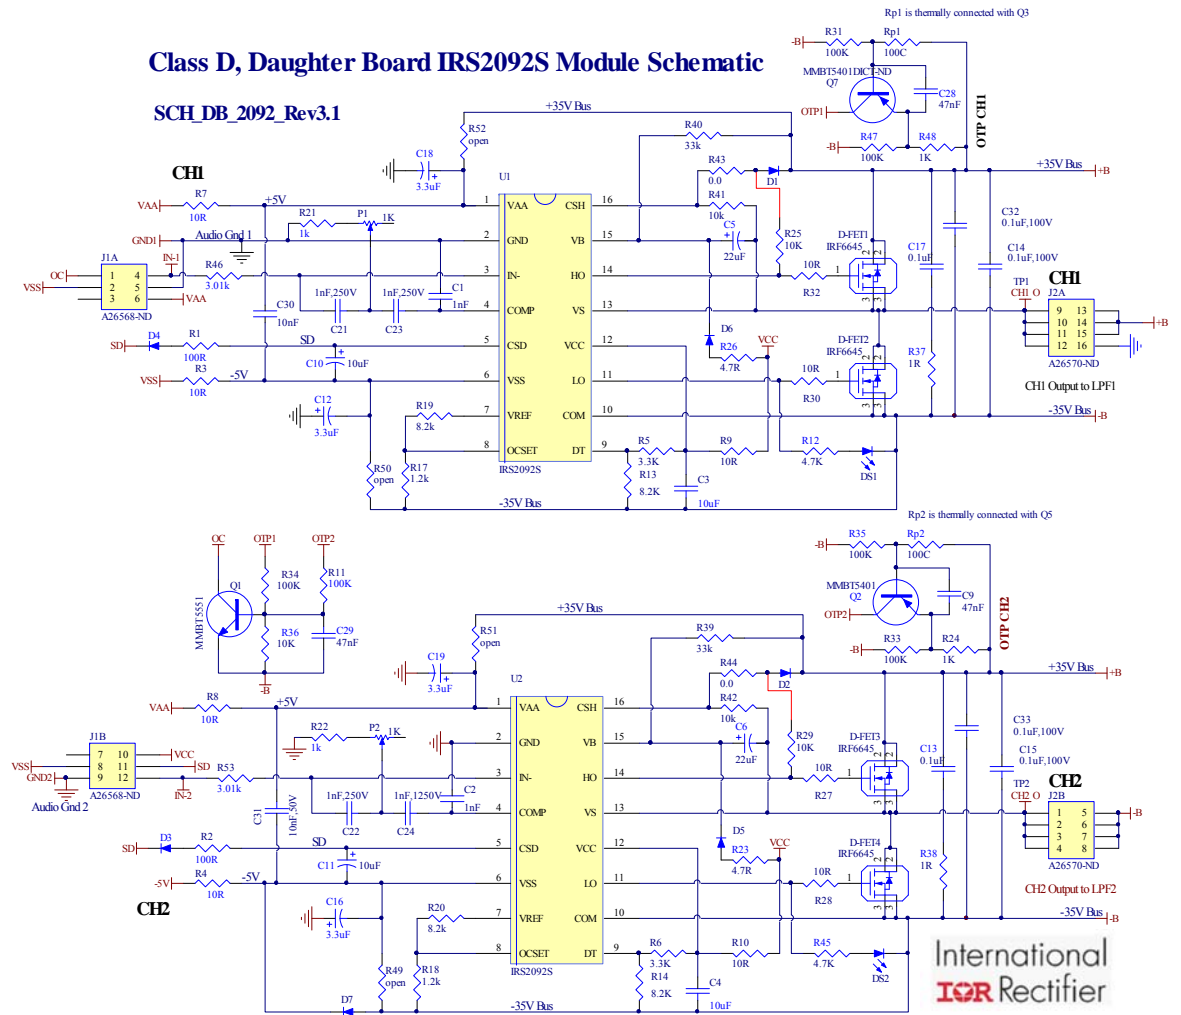 Rp1 is thermally connected with Q3
Class D, Daughter Board IRS2092S Module Schematic
SCH_DB_2092_Rev3.1
-B
R31
100K
Rp1
100C
MMBT5401DICT-ND
Q7
C28
47nF
OTP1
-B
R47
100K
R48
1K
OTP CH1
+35V Bus
+B
+35V Bus
R52
open
R40
33k
C18
3.3uF
R43
0.0
D1
CH1
VAA
R7
10R
+5V
U1
1 VAA CSH 16
2 GND VB 15
3 IN- HO 14
4 COMP VS 13
5 CSD VCC 12
6 VSS LO 11
7 VREF COM 10
8 OCSET DT 9
IRS2092S
R41
10k
C5
22uF
R25
10K
GND1
Audio Gnd 1
R21
1k
P1
1K
IN-1
J1A
OC
VSS
1 4
2 5
3 6
VAA
A26568-ND
R46
3.01k
1nF,250V
C21
1nF,250V
C23
C1
1nF
C30
10nF
D-FET1
IRF6645
10R
R32
1
2 2
3 3
C17
0.1uF
C32
0.1uF,100V
C14
0.1uF,100V
TP1
CH1 O
CH1
J2A
9 13
10 14
11 15
12 16
+B
A26570-ND
CH1 Output to LPF1
SD
D4
R1
100R
SD
C10
10uF
VSS
R3
10R
-5V
D6
R26
4.7R
VCC
D-FET2
IRF6645
10R
R30
1
2 2
3 3
R37
1R
-35V Bus
-B
C12
3.3uF
R19
8.2k
R50
open
R17
1.2k
R5
3.3K
R13
8.2K
R9
10R
C3
10uF
R12
4.7K
DS1
-35V Bus
Rp2 is thermally connected with Q5
-B
R35
100K
Rp2
100C
MMBT5401
Q2
C9
47nF
OTP2
-B
R33
100K
R24
1K
OTP CH2
OC
OTP1
OTP2
R34
100K
R11
100K
Q1
MMBT5551
R36
10K
C29
47nF
-B
+35V Bus
R51
open
R39
33k
C19
3.3uF
R44
0.0
D2
+35V Bus
+B
VAA
R8
10R
+5V
U2
1 VAA CSH 16
2 GND VB 15
3 IN- HO 14
4 COMP VS 13
5 CSD VCC 12
6 VSS LO 11
7 VREF COM 10
8 OCSET DT 9
IRS2092S
R42
10k
C6
22uF
R29
10K
R22
1k
P2
1K
J1B
VSS
GND2
7 10
8 11
9 12
VCC
SD
A26568-ND
Audio Gnd 2
IN-2
R53
3.01k
1nF,250V
C22
1nF,1250V
C24
C2
1nF
C31
10nF,50V
D-FET3
IRF6645
10R
R27
1
2 2
3 3
C13
0.1uF
C33
0.1uF,100V
C15
0.1uF,100V
TP2
CH2 O
CH2
J2B
1 5
2 6
3 7
4 8
-B
A26570-ND
CH2 Output to LPF2
SD
D3
R2
100R
SD
C11
10uF
-5V
R4
10R
-5V
CH2
D5
R23
4.7R
VCC
D-FET4
IRF6645
10R
R28
1
2 2
3 3
R38
1R
-35V Bus
-B
C16
3.3uF
R20
8.2k
R49
open
R18
1.2k
R6
3.3K
R14
8.2K
R10
10R
C4
10uF
R45
4.7K
DS2
D7
-35V Bus
International
IOR Rectifier